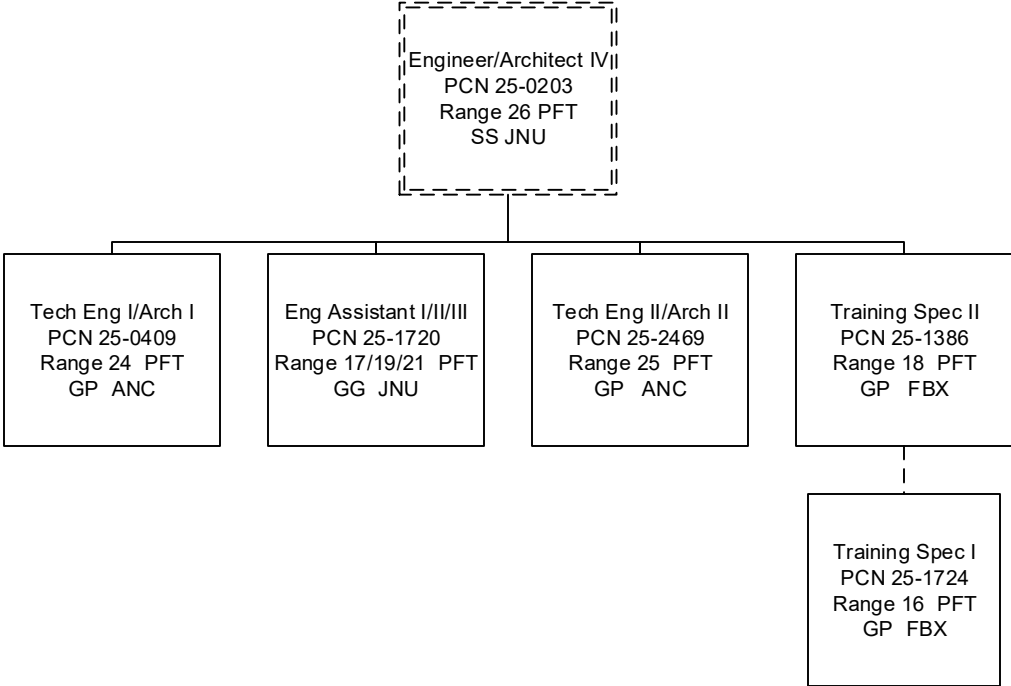 Engineer/Architect IV
PCN 25-0203
Range 26 PFT
SS JNU
Tech Eng I/Arch I
PCN 25-0409
Range 24 PFT
GP ANC
Eng Assistant I/II/III
PCN 25-1720
Range 17/19/21 PFT
GG JNU
Tech Eng II/Arch II
PCN 25-2469
Range 25 PFT
GP ANC
Training Spec II
PCN 25-1386
Range 18 PFT
GP FBX
Training Spec I
PCN 25-1724
Range 16 PFT
GP FBX